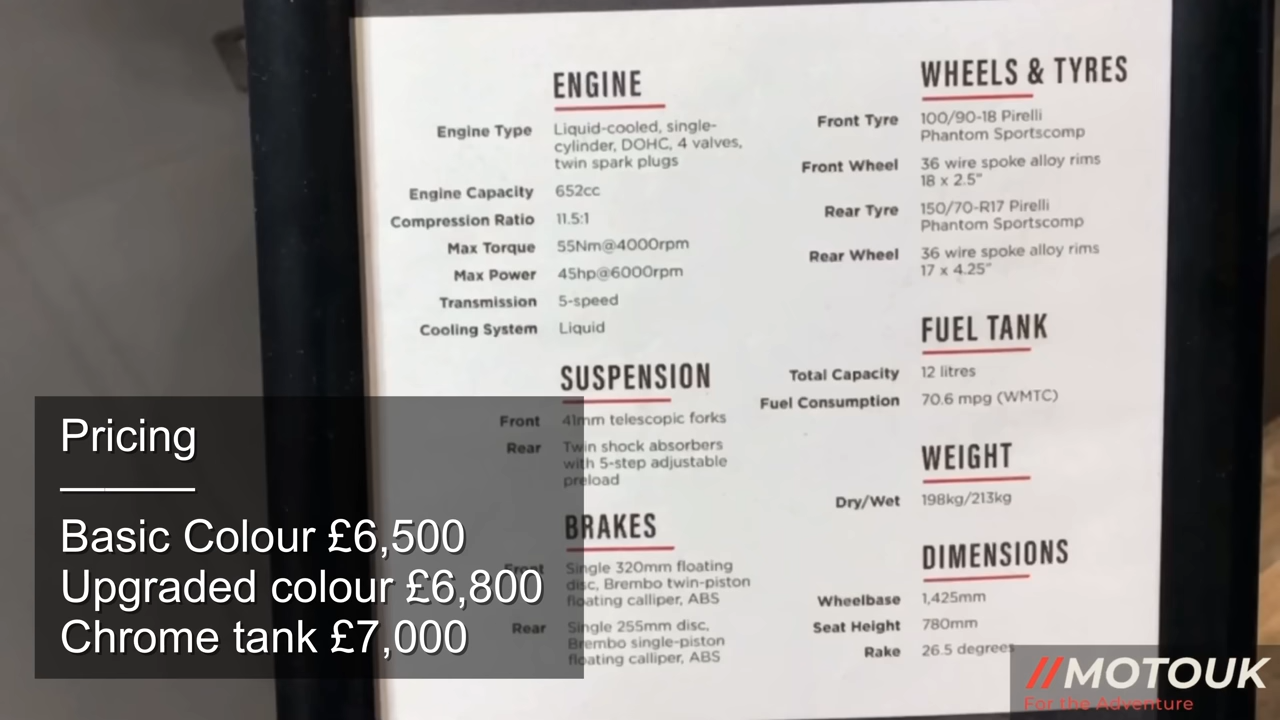 ENGINE
Engine Type Liquid-cooled, single-
cylinder, DOHC, 4 valves,
twin spark plugs
Engine Capacity 652cc
Compression Ratio 11.5:1
Max Torque 55Nm@4000rpm
Max Power 45hp@6000rpm
Transmission 5-speed
Cooling System Liquid
SUSPENSION
Front 41mm telescopic forks
Rear Twin shock absorbers
with 5-step adjustable
preload
BRAKES
Front Single 320mm floating
disc, Brembo twin-piston
floating calliper, ABS
Rear Single 255mm disc,
Brembo single-piston
floating calliper, ABS
WHEELS & TYRES
Front Tyre 100/90-18 Pirelli
Phantom Sportscomp
Front Wheel 36 wire spoke alloy rims
18 x 2.5"
Rear Tyre 150/70-R17 Pirelli
Phantom Sportscomp
Rear Wheel 36 wire spoke alloy rims
17 x 4.25"
FUEL TANK
Total Capacity 12 litres
Fuel Consumption 70.6 mpg (WMTC)
WEIGHT
Dry/Wet 198kg/213kg
DIMENSIONS
Wheelbase 1,425mm
Seat Height 780mm
Rake 26.5 degrees
Pricing
Basic Colour £6,500
Upgraded colour £6,800
Chrome tank £7,000
//MOTOUK
For the Adventure